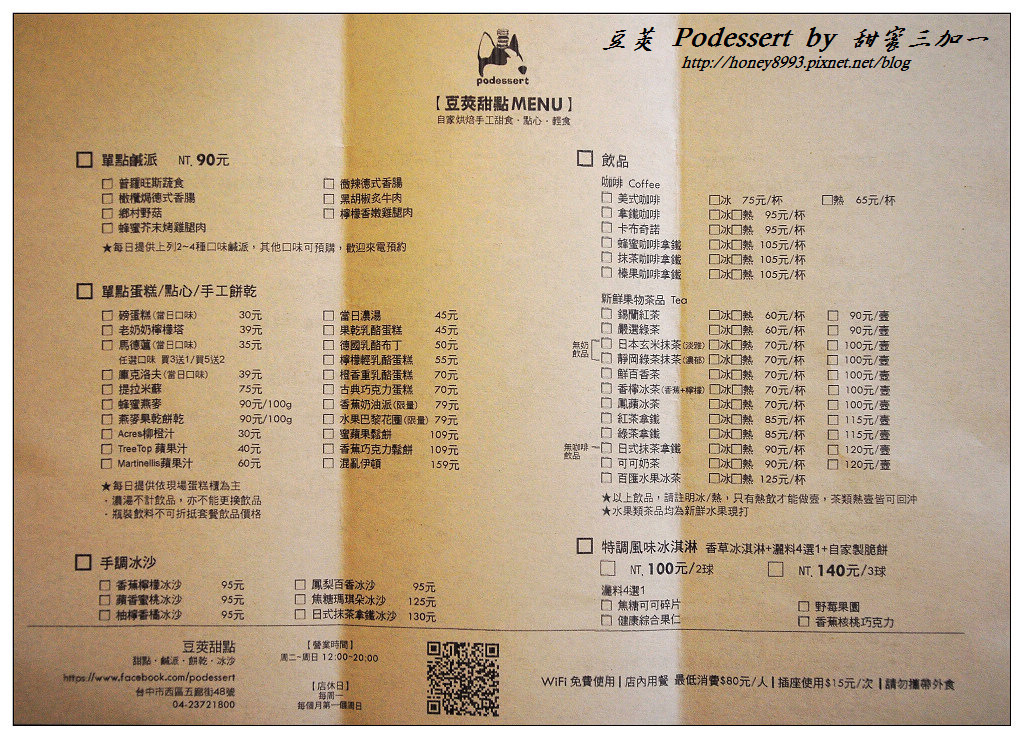 豆莢 Podessert by 甜蜜三加一
http://honey8993.pixnet.net/blog
podessert
【豆莢甜點MENU】
自家烘焙手工甜食·點心·輕食
單點鹹派 NT. 90元
普羅旺斯蔬食
橄欖焗德式香腸
鄉村野菇
蜂蜜芥末烤雞腿肉
微辣德式香腸
黑胡椒炙牛肉
檸檬香嫩雞腿肉
★每日提供上列2~4種口味鹹派，其他口味可預購，歡迎來電預約
單點蛋糕/點心/手工餅乾
磅蛋糕(當日口味) 30元
老奶奶檸檬塔 39元
馬德蓮(當日口味) 35元
任選口味 買3送1/買5送2
庫克洛夫(當日口味) 39元
提拉米蘇 75元
蜂蜜燕麥 90元/100g
燕麥果乾餅乾 90元/100g
Acres柳橙汁 30元
TreeTop 蘋果汁 40元
Martinellis蘋果汁 60元
當日濃湯 45元
果乾乳酪蛋糕 45元
德國乳酪布丁 50元
檸檬輕乳酪蛋糕 55元
橙香重乳酪蛋糕 70元
古典巧克力蛋糕 70元
香蕉奶油派(限量) 79元
水果巴黎花圈(限量) 79元
蜜蘋果鬆餅 109元
香蕉巧克力鬆餅 109元
混亂伊頓 159元
★每日提供依現場蛋糕櫃為主
．濃湯不計飲品，亦不能更換飲品
．瓶裝飲料不可折抵套餐飲品價格
手調冰沙
香蕉檸檬冰沙 95元
蘋香蜜桃冰沙 95元
柚檸香橘冰沙 95元
鳳梨百香冰沙 95元
焦糖瑪琪朵冰沙 125元
日式抹茶拿鐵冰沙 130元
飲品
咖啡 Coffee
美式咖啡 冰 75元/杯 熱 65元/杯
拿鐵咖啡 冰 熱 95元/杯
卡布奇諾 冰 熱 95元/杯
蜂蜜咖啡拿鐵 冰 熱 105元/杯
抹茶咖啡拿鐵 冰 熱 105元/杯
榛果咖啡拿鐵 冰 熱 105元/杯
新鮮果物茶品 Tea
錫蘭紅茶 冰 熱 60元/杯 90元/壺
嚴選綠茶 冰 熱 60元/杯 90元/壺
無奶飲品
日本玄米抹茶(淡雅) 冰 熱 70元/杯 100元/壺
靜岡綠茶抹茶(濃郁) 冰 熱 70元/杯 100元/壺
鮮百香茶 冰 熱 70元/杯 100元/壺
香檸冰茶(香蕉+檸檬) 冰 熱 70元/杯 100元/壺
鳳蘋冰茶 冰 熱 70元/杯 100元/壺
紅茶拿鐵 冰 熱 85元/杯 115元/壺
綠茶拿鐵 冰 熱 85元/杯 115元/壺
無咖啡飲品
日式抹茶拿鐵 冰 熱 90元/杯 120元/壺
可可奶茶 冰 熱 90元/杯 120元/壺
百匯水果冰茶 冰 熱 125元/杯
★以上飲品，請註明冰/熱，只有熱飲才能做壺，茶類熱壺皆可回沖
★水果類茶品均為新鮮水果現打
特調風味冰淇淋 香草冰淇淋+灑料4選1+自家製脆餅
NT. 100元/2球 NT. 140元/3球
灑料4選1
焦糖可可碎片
健康綜合果仁
野莓果園
香蕉核桃巧克力
豆莢甜點
甜點·鹹派·餅乾·冰沙
https://www.facebook.com/podessert
台中市西區五廊街48號
04-23721800
【營業時間】
周二~周日 12:00~20:00
【店休日】
每周一
每個月第一個周日
WiFi 免費使用 | 店內用餐 最低消費$80元/人 | 插座使用$15元/次 | 請勿攜帶外食